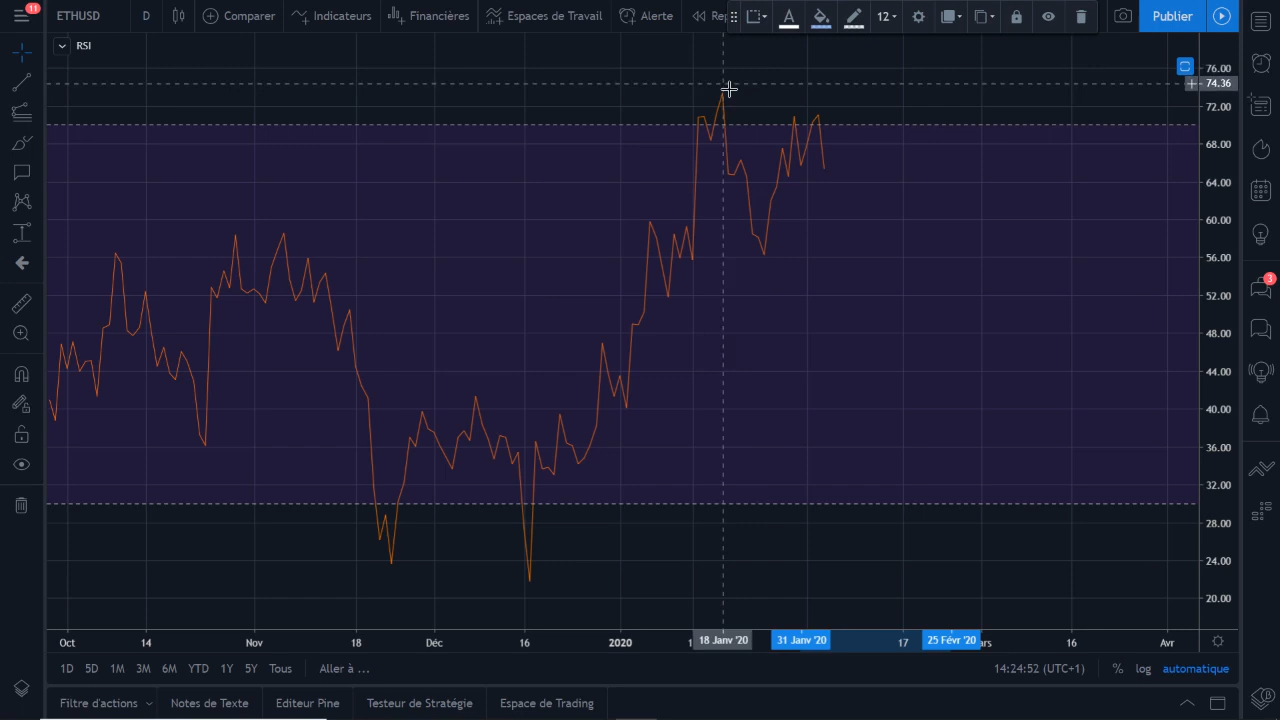 11
ETHUSD
D
Comparer
Indicateurs
Financières
Espaces de Travail
Alerte
12
Publier
RSI
76.00
74.36
72.00
68.00
64.00
60.00
56.00
52.00
48.00
44.00
40.00
36.00
32.00
28.00
24.00
20.00
3
Oct
14
Nov
18
Déc
16
2020
18 Janv '20
31 Janv '20
17
25 Févr '20
16
Avr
1D
5D
1M
3M
6M
YTD
1Y
5Y
Tous
Aller à ...
14:24:52 (UTC+1)
%
log
automatique
Filtre d'actions
Notes de Texte
Editeur Pine
Testeur de Stratégie
Espace de Trading